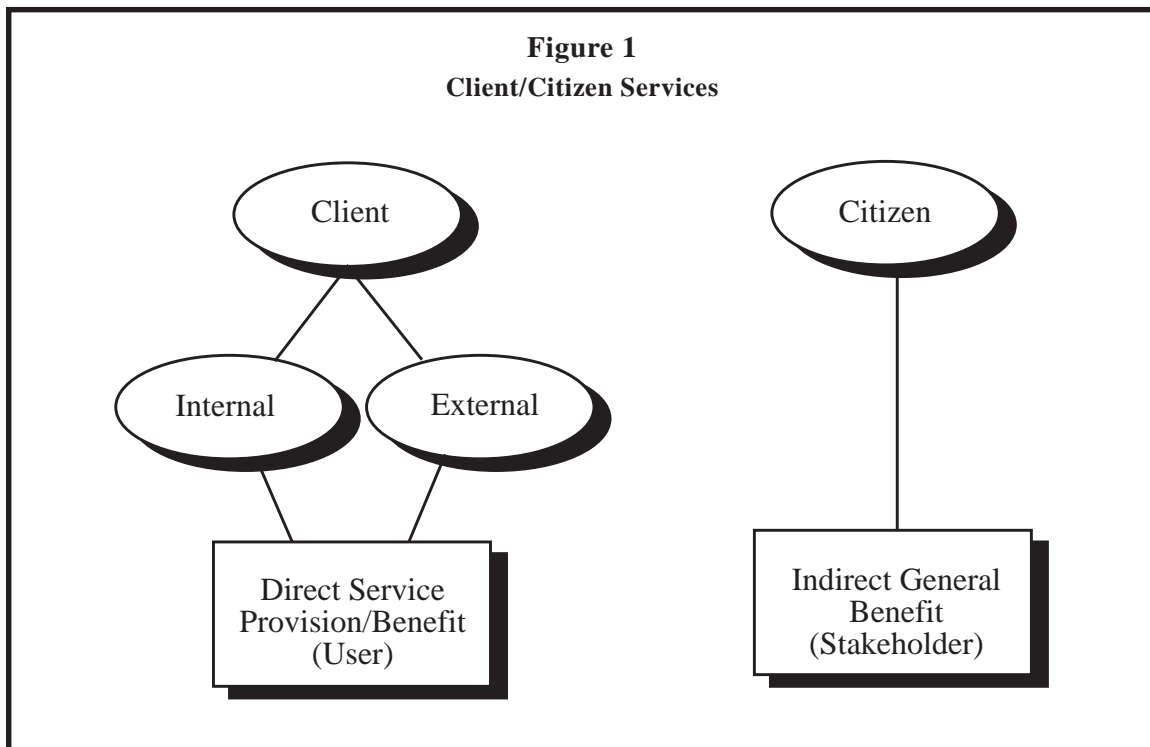 Figure 1
Client/Citizen Services
Client
Citizen
Internal
External
Direct Service
Provision/Benefit
(User)
Indirect General
Benefit
(Stakeholder)